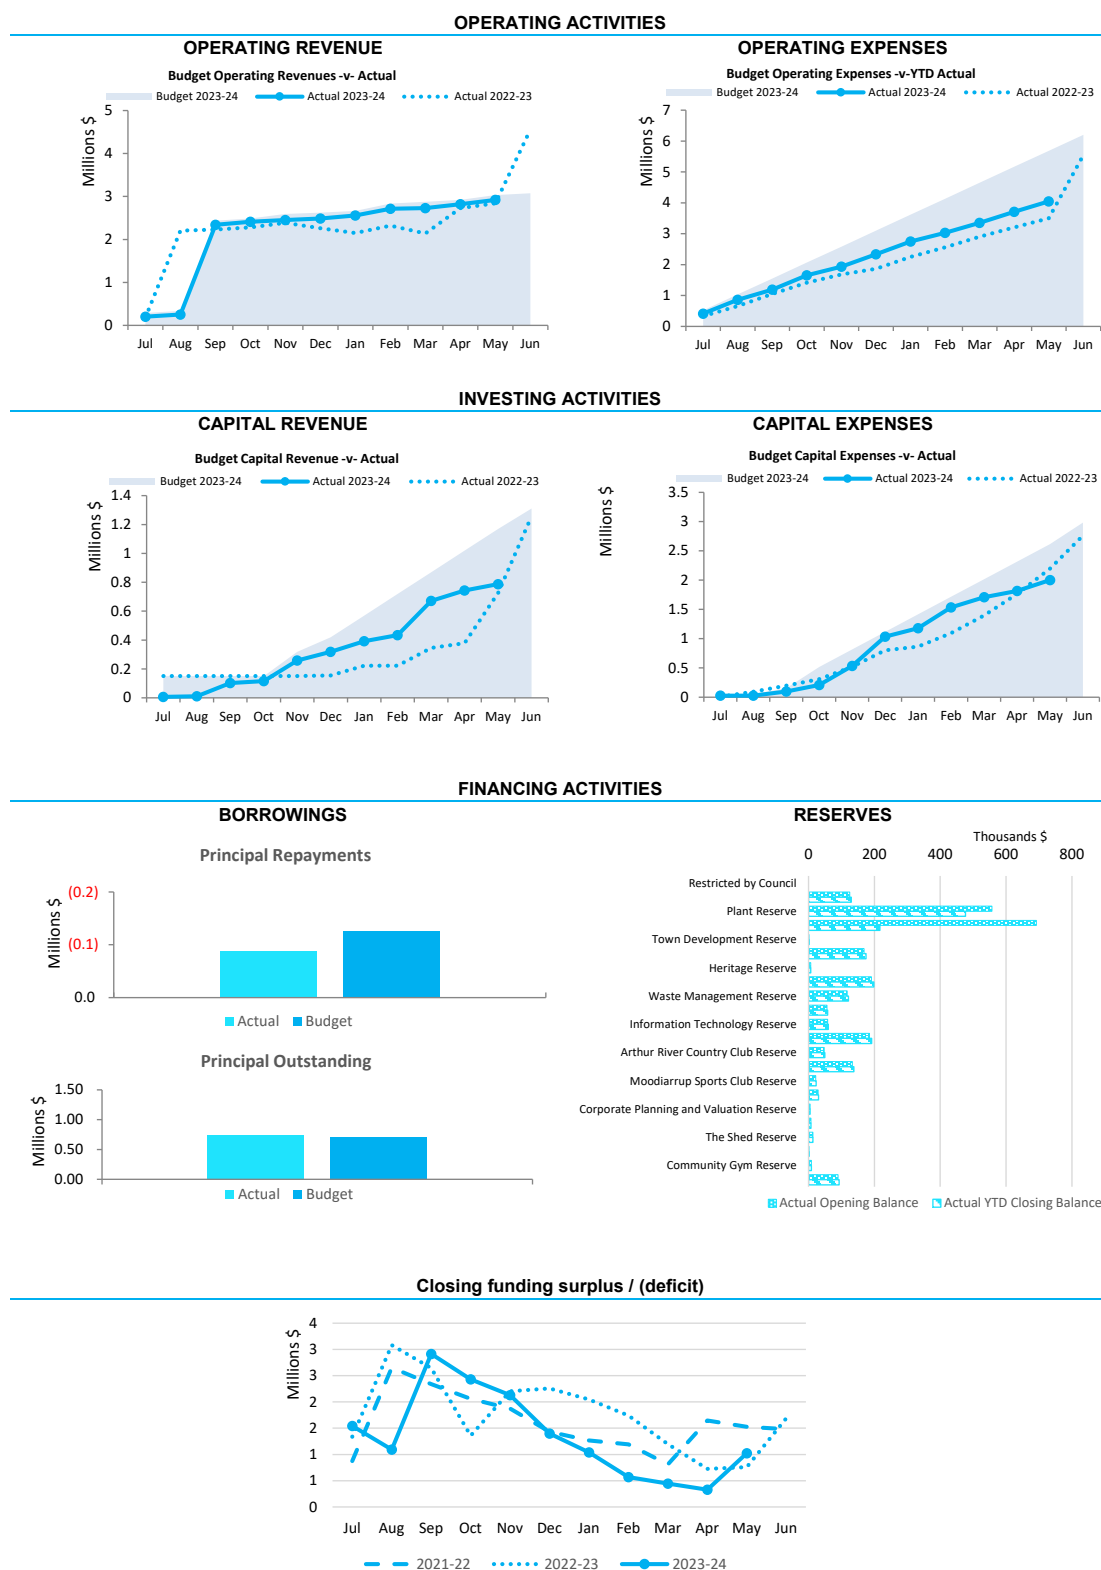 OPERATING ACTIVITIES
OPERATING REVENUE
Budget Operating Revenues -v- Actual
Budget 2023-24 Actual 2023-24 Actual 2022-23
Millions $
5
4
3
2
1
0
Jul Aug Sep Oct Nov Dec Jan Feb Mar Apr May Jun
OPERATING EXPENSES
Budget Operating Expenses -v-YTD Actual
Budget 2023-24 Actual 2023-24 Actual 2022-23
Millions $
7
6
5
4
3
2
1
0
Jul Aug Sep Oct Nov Dec Jan Feb Mar Apr May Jun
INVESTING ACTIVITIES
CAPITAL REVENUE
Budget Capital Revenue -v- Actual
Budget 2023-24 Actual 2023-24 Actual 2022-23
Millions $
1.4
1.2
1
0.8
0.6
0.4
0.2
0
Jul Aug Sep Oct Nov Dec Jan Feb Mar Apr May Jun
CAPITAL EXPENSES
Budget Capital Expenses -v- Actual
Budget 2023-24 Actual 2023-24 Actual 2022-23
Millions $
3.5
3
2.5
2
1.5
1
0.5
0
Jul Aug Sep Oct Nov Dec Jan Feb Mar Apr May Jun
FINANCING ACTIVITIES
BORROWINGS
Principal Repayments
Millions $
(0.2)
(0.1)
0.0
Actual Budget
Principal Outstanding
Millions $
1.50
1.00
0.50
0.00
Actual Budget
RESERVES
Thousands $
0 200 400 600 800
Restricted by Council
Plant Reserve
Town Development Reserve
Heritage Reserve
Waste Management Reserve
Information Technology Reserve
Arthur River Country Club Reserve
Moodiarrup Sports Club Reserve
Corporate Planning and Valuation Reserve
The Shed Reserve
Community Gym Reserve
Actual Opening Balance Actual YTD Closing Balance
Closing funding surplus / (deficit)
Millions $
4
3
3
2
2
1
1
0
Jul Aug Sep Oct Nov Dec Jan Feb Mar Apr May Jun
2021-22 2022-23 2023-24